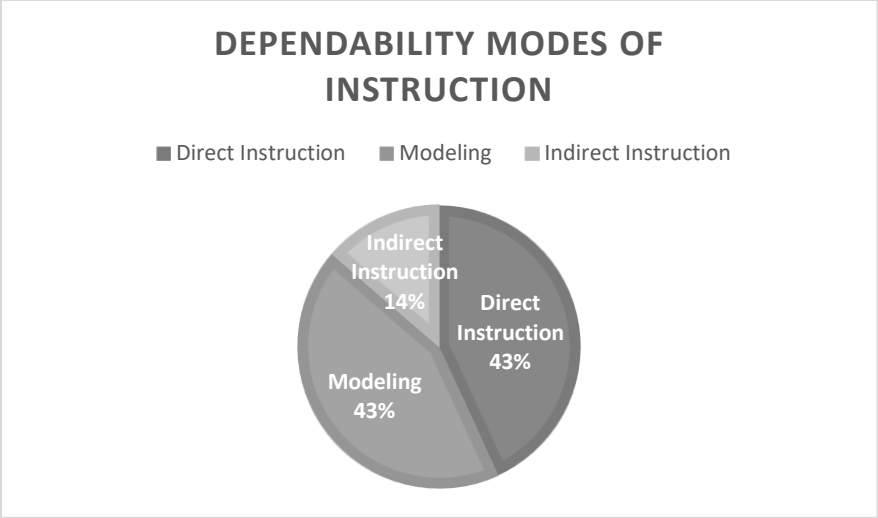 DEPENDABILITY MODES OF
INSTRUCTION
Direct Instruction
Modeling
Indirect Instruction
Indirect
Instruction
14%
Direct
Instruction
43%
Modeling
43%